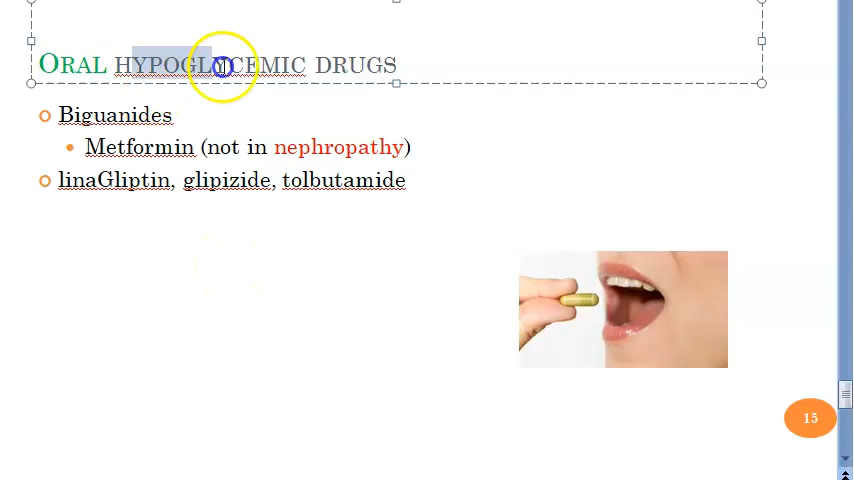 ORAL HYPOGLYCEMIC DRUGS
Biguanides
Metformin (not in nephropathy)
linaGliptin, glipizide, tolbutamide
15